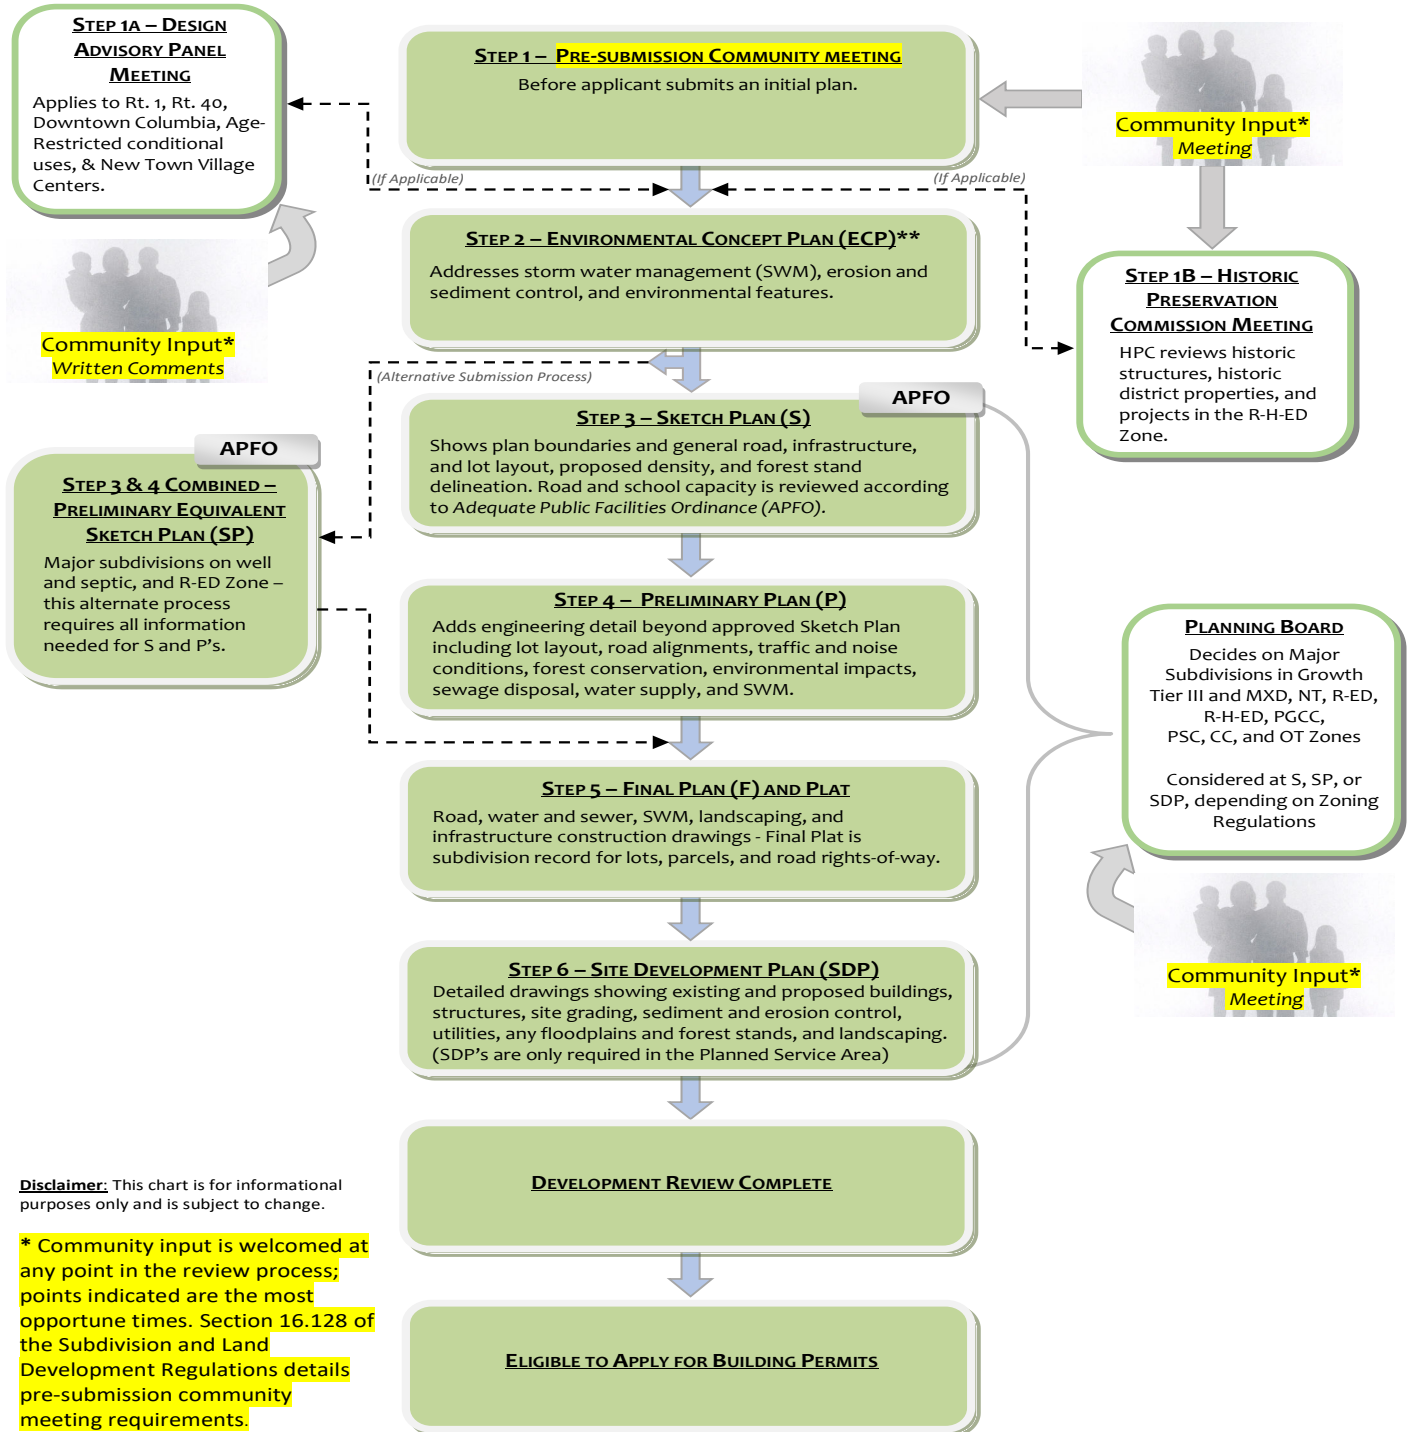 STEP 1A – DESIGN
ADVISORY PANEL
MEETING
Applies to Rt. 1, Rt. 40,
Downtown Columbia, Age-
Restricted conditional
uses, & New Town Village
Centers.
STEP 1 – PRE-SUBMISSION COMMUNITY MEETING
Before applicant submits an initial plan.
Community Input*
Meeting
(If Applicable)
(If Applicable)
STEP 2 – ENVIRONMENTAL CONCEPT PLAN (ECP)**
Addresses storm water management (SWM), erosion and
sediment control, and environmental features.
Community Input*
Written Comments
STEP 1B – HISTORIC
PRESERVATION
COMMISSION MEETING
HPC reviews historic
structures, historic
district properties, and
projects in the R-H-ED
Zone.
(Alternative Submission Process)
APFO
STEP 3 – SKETCH PLAN (S)
Shows plan boundaries and general road, infrastructure,
and lot layout, proposed density, and forest stand
delineation. Road and school capacity is reviewed according
to Adequate Public Facilities Ordinance (APFO).
APFO
STEP 3 & 4 COMBINED –
PRELIMINARY EQUIVALENT
SKETCH PLAN (SP)
Major subdivisions on well
and septic, and R-ED Zone –
this alternate process
requires all information
needed for S and P's.
STEP 4 – PRELIMINARY PLAN (P)
Adds engineering detail beyond approved Sketch Plan
including lot layout, road alignments, traffic and noise
conditions, forest conservation, environmental impacts,
sewage disposal, water supply, and SWM.
PLANNING BOARD
Decides on Major
Subdivisions in Growth
Tier III and MXD, NT, R-ED,
R-H-ED, PGCC,
PSC, CC, and OT Zones
Considered at S, SP, or
SDP, depending on Zoning
Regulations
STEP 5 – FINAL PLAN (F) AND PLAT
Road, water and sewer, SWM, landscaping, and
infrastructure construction drawings - Final Plat is
subdivision record for lots, parcels, and road rights-of-way.
Community Input*
Meeting
STEP 6 – SITE DEVELOPMENT PLAN (SDP)
Detailed drawings showing existing and proposed buildings,
structures, site grading, sediment and erosion control,
utilities, any floodplains and forest stands, and landscaping.
(SDP's are only required in the Planned Service Area)
DEVELOPMENT REVIEW COMPLETE
Disclaimer: This chart is for informational
purposes only and is subject to change.
* Community input is welcomed at
any point in the review process;
points indicated are the most
opportune times. Section 16.128 of
the Subdivision and Land
Development Regulations details
pre-submission community
meeting requirements.
ELIGIBLE TO APPLY FOR BUILDING PERMITS